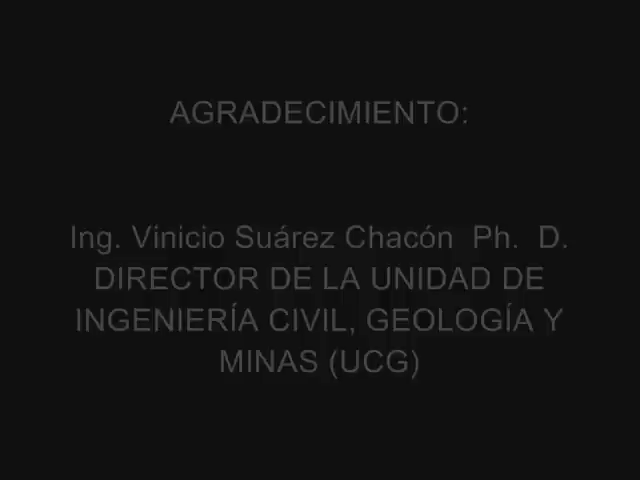 AGRADECIMIENTO:
Ing. Vinicio Suárez Chacón Ph. D.
DIRECTOR DE LA UNIDAD DE
INGENIERÍA CIVIL, GEOLOGÍA Y
MINAS (UCG)